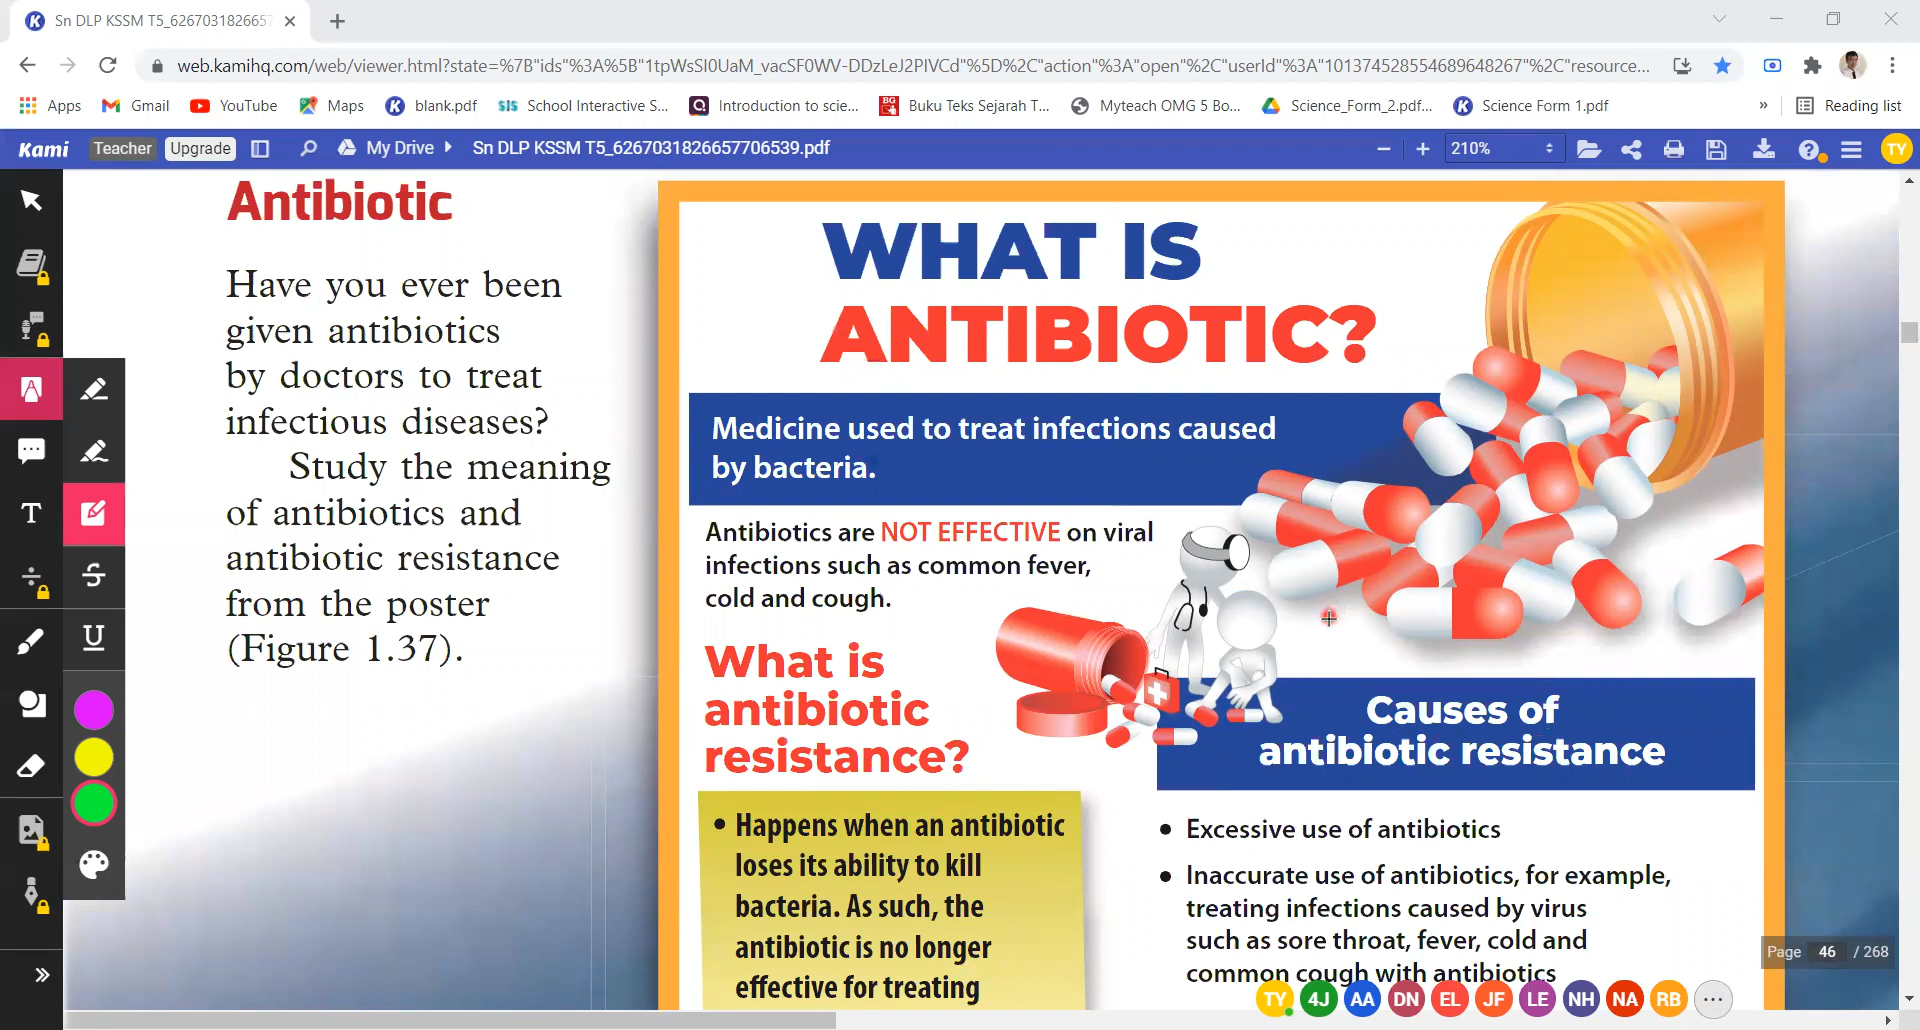 Sn DLP KSSM T5_6267031826657
web.kamihq.com/web/viewer.html?state=%7B"ids"%3A%5B"1tpWsSI0UaM_vacSF0WV-DDzLeJ2PIVCd"%5D%2C"action"%3A"open"%2C"userId"%3A"101374528554689648267"%2C"resource...
Apps Gmail YouTube Maps blank.pdf SIS School Interactive S... Introduction to scie... BG Buku Teks Sejarah T... Myteach OMG 5 Bo... Science_Form_2.pdf... Science Form 1.pdf » Reading list
Kami Teacher Upgrade My Drive Sn DLP KSSM T5_6267031826657706539.pdf 210% TY
Antibiotic
Have you ever been
given antibiotics
by doctors to treat
infectious diseases?
Study the meaning
of antibiotics and
antibiotic resistance
from the poster
(Figure 1.37).
WHAT IS
ANTIBIOTIC?
Medicine used to treat infections caused
by bacteria.
Antibiotics are NOT EFFECTIVE on viral
infections such as common fever,
cold and cough.
What is
antibiotic
resistance?
• Happens when an antibiotic
loses its ability to kill
bacteria. As such, the
antibiotic is no longer
effective for treating
Causes of
antibiotic resistance
• Excessive use of antibiotics
• Inaccurate use of antibiotics, for example,
treating infections caused by virus
such as sore throat, fever, cold and
common cough with antibiotics
Page 46 / 268
TY 4J AA DN EL JF LE NH NA RB ...